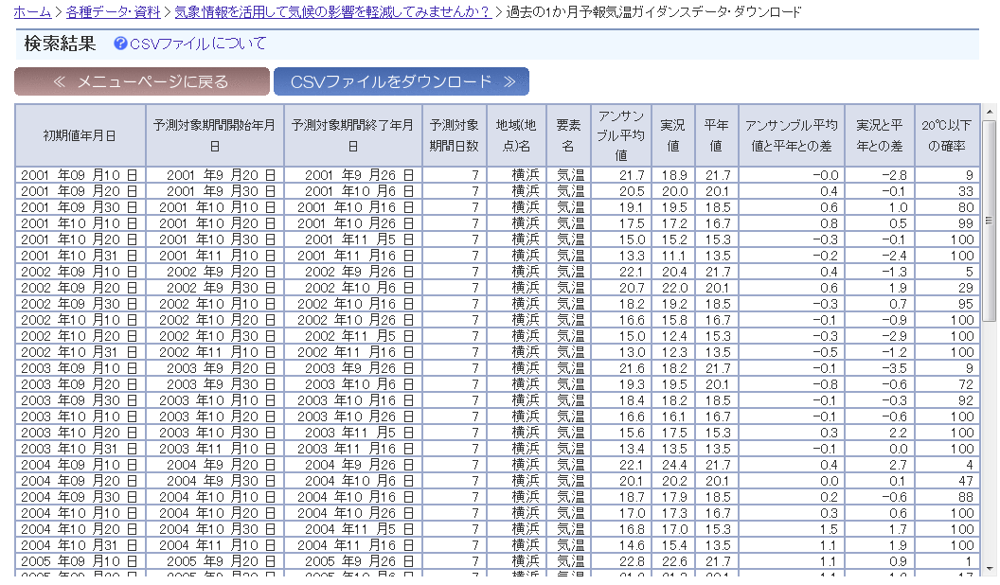 ホーム > 各種データ・資料 > 気象情報を活用して気候の影響を軽減してみませんか? > 過去の1か月予報気温ガイダンスデータ・ダウンロード
検索結果 ?CSVファイルについて
≪ メニューページに戻る CSVファイルをダウンロード ≫
初期値年月日 予測対象期間開始年月日 予測対象期間終了年月日 予測対象期間日数 地域(地点)名 要素名 アンサンブル平均値 実況値 平年値 アンサンブル平均値と平年との差 実況と平年との差 20℃以下の確率
2001 年09 月10 日 2001 年9 月20 日 2001 年9 月26 日 7 横浜 気温 21.7 18.9 21.7 -0.0 -2.8 9
2001 年09 月20 日 2001 年9 月30 日 2001 年10 月6 日 7 横浜 気温 20.5 20.0 20.1 0.4 -0.1 33
2001 年09 月30 日 2001 年10 月10 日 2001 年10 月16 日 7 横浜 気温 19.1 19.5 18.5 0.6 1.0 80
2001 年10 月10 日 2001 年10 月20 日 2001 年10 月26 日 7 横浜 気温 17.5 17.2 16.7 0.8 0.5 99
2001 年10 月20 日 2001 年10 月30 日 2001 年11 月5 日 7 横浜 気温 15.0 15.2 15.3 -0.3 -0.1 100
2001 年10 月31 日 2001 年11 月10 日 2001 年11 月16 日 7 横浜 気温 13.3 11.1 13.5 -0.2 -2.4 100
2002 年09 月10 日 2002 年9 月20 日 2002 年9 月26 日 7 横浜 気温 22.1 20.4 21.7 0.4 -1.3 5
2002 年09 月20 日 2002 年9 月30 日 2002 年10 月6 日 7 横浜 気温 20.7 22.0 20.1 0.6 1.9 29
2002 年09 月30 日 2002 年10 月10 日 2002 年10 月16 日 7 横浜 気温 18.2 19.2 18.5 -0.3 0.7 95
2002 年10 月10 日 2002 年10 月20 日 2002 年10 月26 日 7 横浜 気温 16.6 15.8 16.7 -0.1 -0.9 100
2002 年10 月20 日 2002 年10 月30 日 2002 年11 月5 日 7 横浜 気温 15.0 12.4 15.3 -0.3 -2.9 100
2002 年10 月31 日 2002 年11 月10 日 2002 年11 月16 日 7 横浜 気温 13.0 12.3 13.5 -0.5 -1.2 100
2003 年09 月10 日 2003 年9 月20 日 2003 年9 月26 日 7 横浜 気温 21.6 18.2 21.7 -0.1 -3.5 9
2003 年09 月20 日 2003 年9 月30 日 2003 年10 月6 日 7 横浜 気温 19.3 19.5 20.1 -0.8 -0.6 72
2003 年09 月30 日 2003 年10 月10 日 2003 年10 月16 日 7 横浜 気温 18.4 18.2 18.5 -0.1 -0.3 92
2003 年10 月10 日 2003 年10 月20 日 2003 年10 月26 日 7 横浜 気温 16.6 16.1 16.7 -0.1 -0.6 100
2003 年10 月20 日 2003 年10 月30 日 2003 年11 月5 日 7 横浜 気温 15.6 17.5 15.3 0.3 2.2 100
2003 年10 月31 日 2003 年11 月10 日 2003 年11 月16 日 7 横浜 気温 13.4 13.5 13.5 -0.1 0.0 100
2004 年09 月10 日 2004 年9 月20 日 2004 年9 月26 日 7 横浜 気温 22.1 24.4 21.7 0.4 2.7 4
2004 年09 月20 日 2004 年9 月30 日 2004 年10 月6 日 7 横浜 気温 20.1 20.2 20.1 0.0 0.1 47
2004 年09 月30 日 2004 年10 月10 日 2004 年10 月16 日 7 横浜 気温 18.7 17.9 18.5 0.2 -0.6 88
2004 年10 月10 日 2004 年10 月20 日 2004 年10 月26 日 7 横浜 気温 17.0 17.3 16.7 0.3 0.6 100
2004 年10 月20 日 2004 年10 月30 日 2004 年11 月5 日 7 横浜 気温 16.8 17.0 15.3 1.5 1.7 100
2004 年10 月31 日 2004 年11 月10 日 2004 年11 月16 日 7 横浜 気温 14.6 15.4 13.5 1.1 1.9 100
2005 年09 月10 日 2005 年9 月20 日 2005 年9 月26 日 7 横浜 気温 22.8 22.6 21.7 1.1 0.9 1